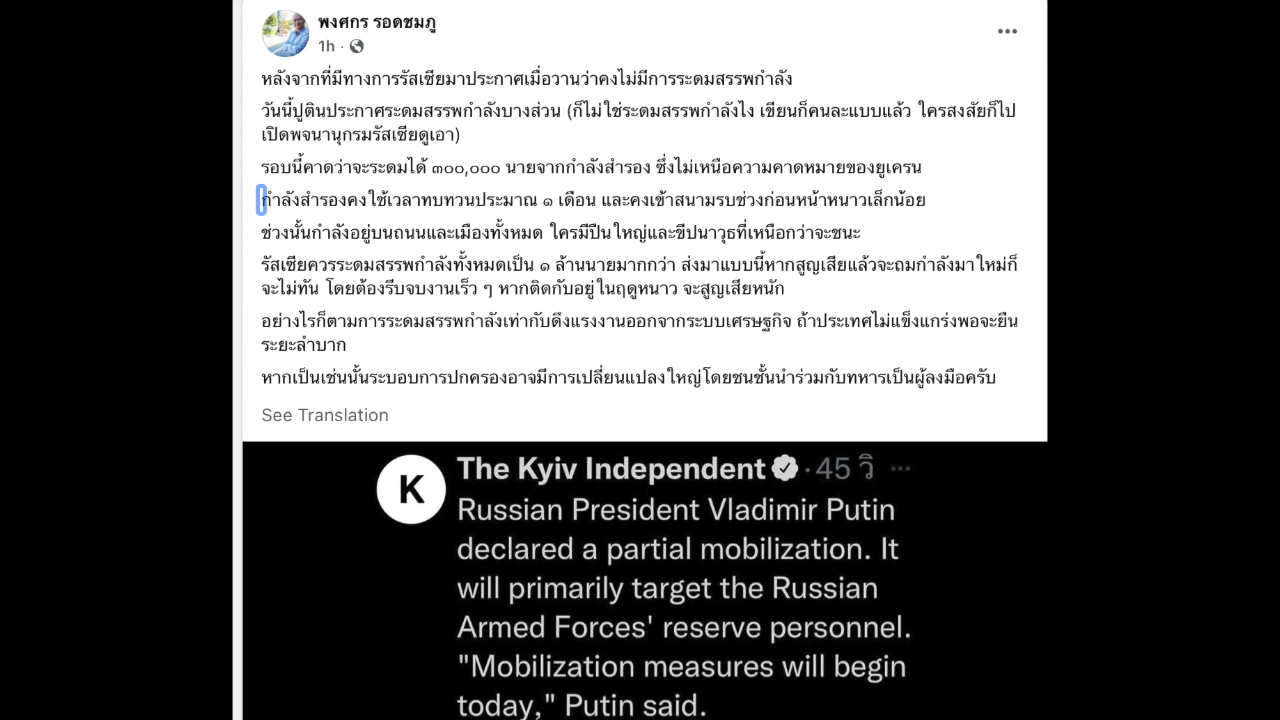 พงศกร รอดชมภู
1h ·
หลังจากที่มีทางการรัสเซียมาประกาศเมื่อวานว่าคงไม่มีการระดมสรรพกำลัง
วันนี้ปูตินประกาศระดมสรรพกำลังบางส่วน (ก็ไม่ใช่ระดมสรรพกำลังไง เขียนก็คนละแบบแล้ว ใครสงสัยก็ไป
เปิดพจนานุกรมรัสเซียดูเอา)
รอบนี้คาดว่าจะระดมได้ ๓๐๐,๐๐๐ นายจากกำลังสำรอง ซึ่งไม่เหนือความคาดหมายของยูเครน
กำลังสำรองคงใช้เวลาทบทวนประมาณ ๑ เดือน และคงเข้าสนามรบช่วงก่อนหน้าหนาวเล็กน้อย
ช่วงนั้นกำลังอยู่บนถนนและเมืองทั้งหมด ใครมีปืนใหญ่และขีปนาวุธที่เหนือกว่าจะชนะ
รัสเซียควรระดมสรรพกำลังทั้งหมดเป็น ๑ ล้านนายมากกว่า ส่งมาแบบนี้หากสูญเสียแล้วจะถมกำลังมาใหม่ก็
จะไม่ทัน โดยต้องรีบจบงานเร็ว ๆ หากติดกับอยู่ในฤดูหนาว จะสูญเสียหนัก
อย่างไรก็ตามการระดมสรรพกำลังเท่ากับดึงแรงงานออกจากระบบเศรษฐกิจ ถ้าประเทศไม่แข็งแกร่งพอจะยืน
ระยะลำบาก
หากเป็นเช่นนั้นระบอบการปกครองอาจมีการเปลี่ยนแปลงใหญ่โดยชนชั้นนำร่วมกับทหารเป็นผู้ลงมือครับ
See Translation
K
The Kyiv Independent · 45 วิ
Russian President Vladimir Putin
declared a partial mobilization. It
will primarily target the Russian
Armed Forces' reserve personnel.
"Mobilization measures will begin
today," Putin said.